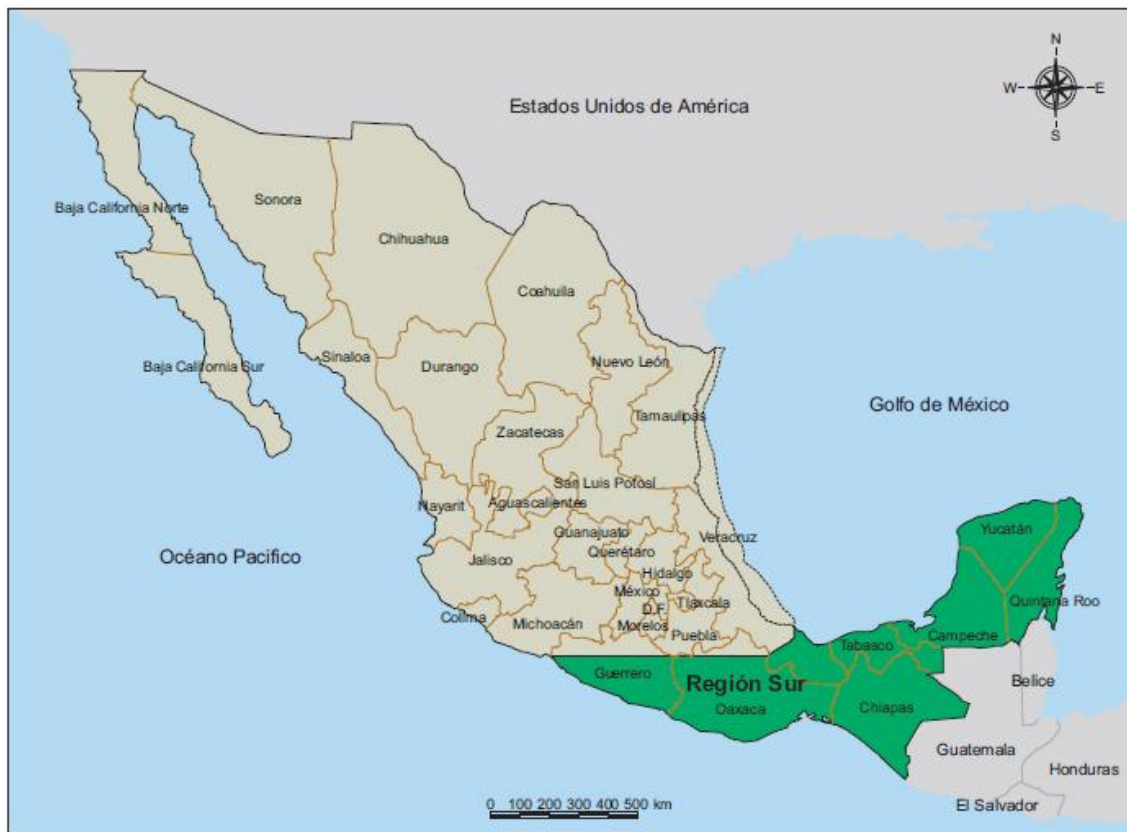 N
W
E
S
Estados Unidos de América
Baja California Norte
Sonora
Chihuahua
Coahuila
Sinaloa
Durango
Nuevo León
Baja California Sur
Golfo de México
Tamaulipas
Zacatecas
San Luis Potosí
Nayarit
Aguascalientes
Guanajuato
Veracruz
Yucatán
Océano Pacifico
Jalisco
Querétaro
Hidalgo
México
Quintana Roo
D.F.
Tlaxcala
Colima
Michoacán
Morelos
Puebla
Campeche
Tabasco
Guerrero
Región Sur
Belice
Oaxaca
Chiapas
Guatemala
Honduras
El Salvador
0 100 200 300 400 500 km